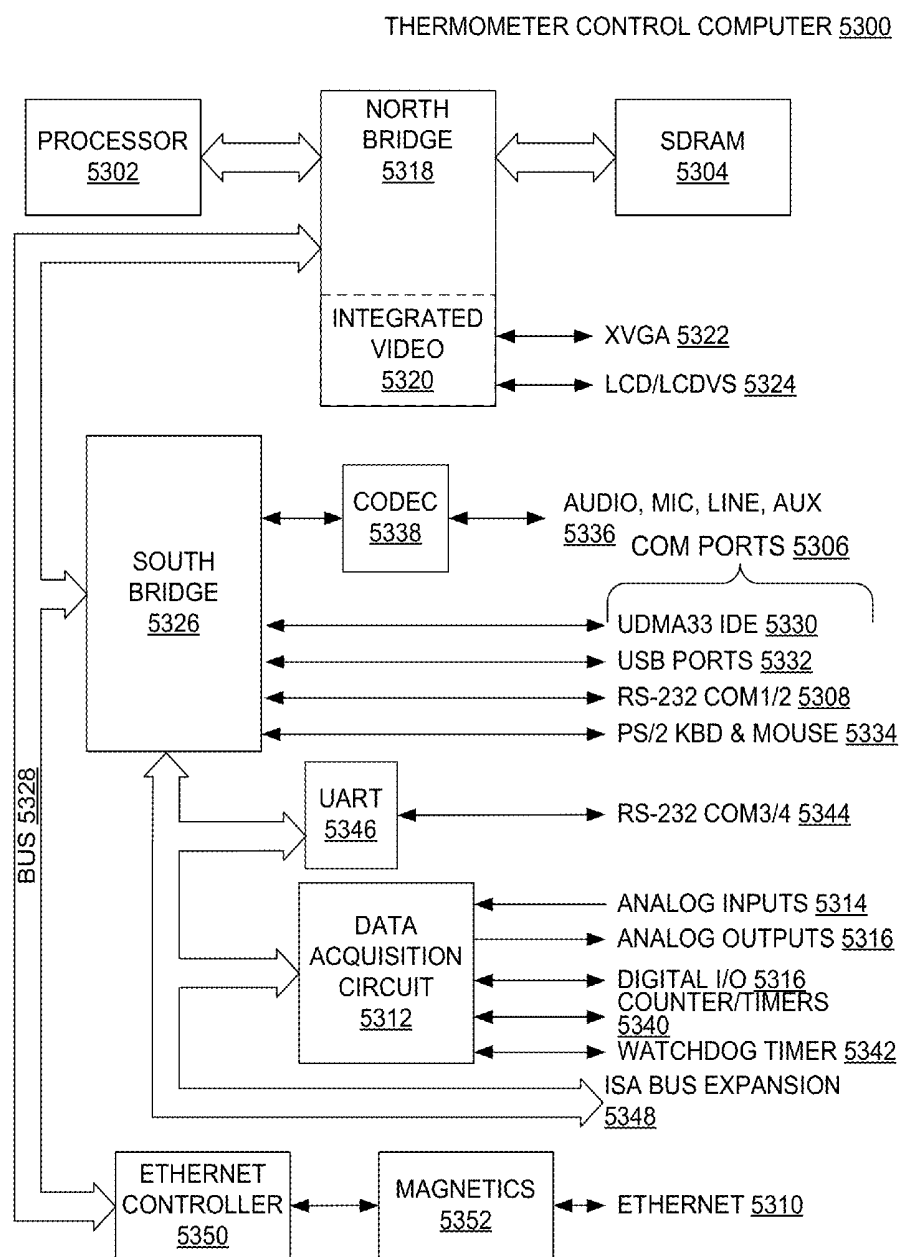 THERMOMETER CONTROL COMPUTER 5300
PROCESSOR
5302
NORTH
BRIDGE
5318
SDRAM
5304
INTEGRATED
VIDEO
5320
XVGA 5322
LCD/LCDVS 5324
SOUTH
BRIDGE
5326
CODEC
5338
AUDIO, MIC, LINE, AUX
5336
COM PORTS 5306
UDMA33 IDE 5330
USB PORTS 5332
RS-232 COM1/2 5308
PS/2 KBD & MOUSE 5334
BUS 5328
UART
5346
RS-232 COM3/4 5344
DATA
ACQUISITION
CIRCUIT
5312
ANALOG INPUTS 5314
ANALOG OUTPUTS 5316
DIGITAL I/O 5316
COUNTER/TIMERS
5340
WATCHDOG TIMER 5342
ISA BUS EXPANSION
5348
ETHERNET
CONTROLLER
5350
MAGNETICS
5352
ETHERNET 5310